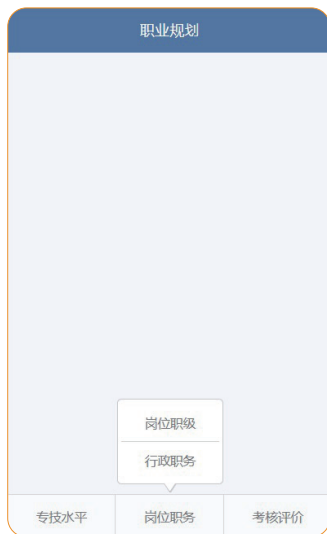 职业规划
岗位职级
行政职务
专技水平
岗位职务
考核评价